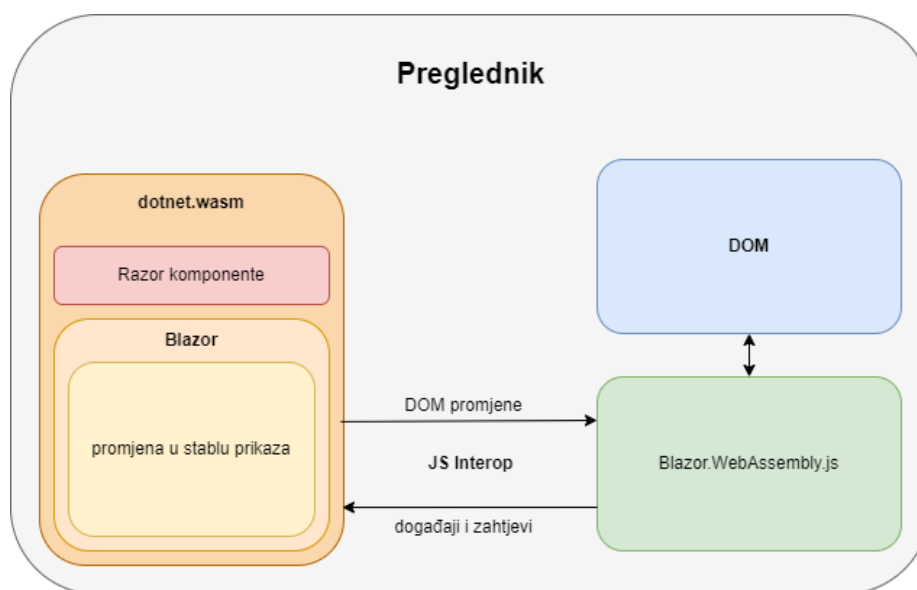 Preglednik
dotnet.wasm
Razor komponente
Blazor
promjena u stablu prikaza
DOM promjene
JS Interop
događaji i zahtjevi
DOM
Blazor.WebAssembly.js